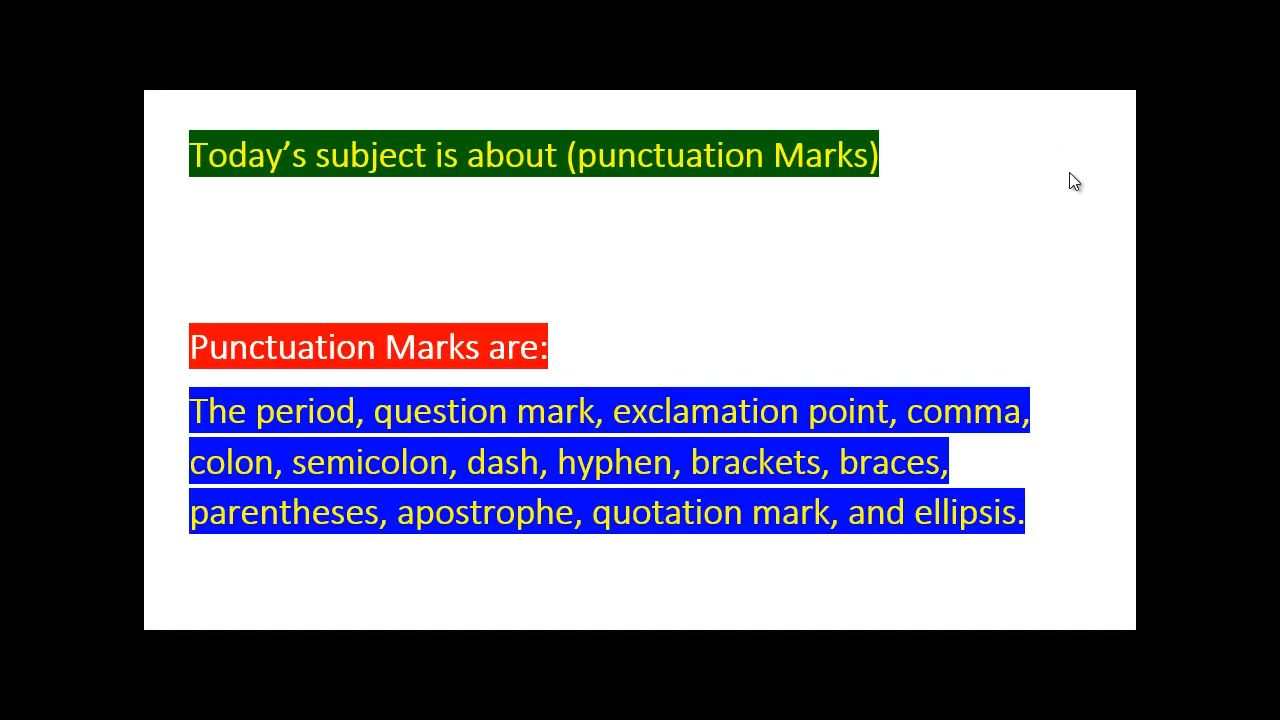 Today’s subject is about (punctuation Marks)
Punctuation Marks are:
The period, question mark, exclamation point, comma,
colon, semicolon, dash, hyphen, brackets, braces,
parentheses, apostrophe, quotation mark, and ellipsis.